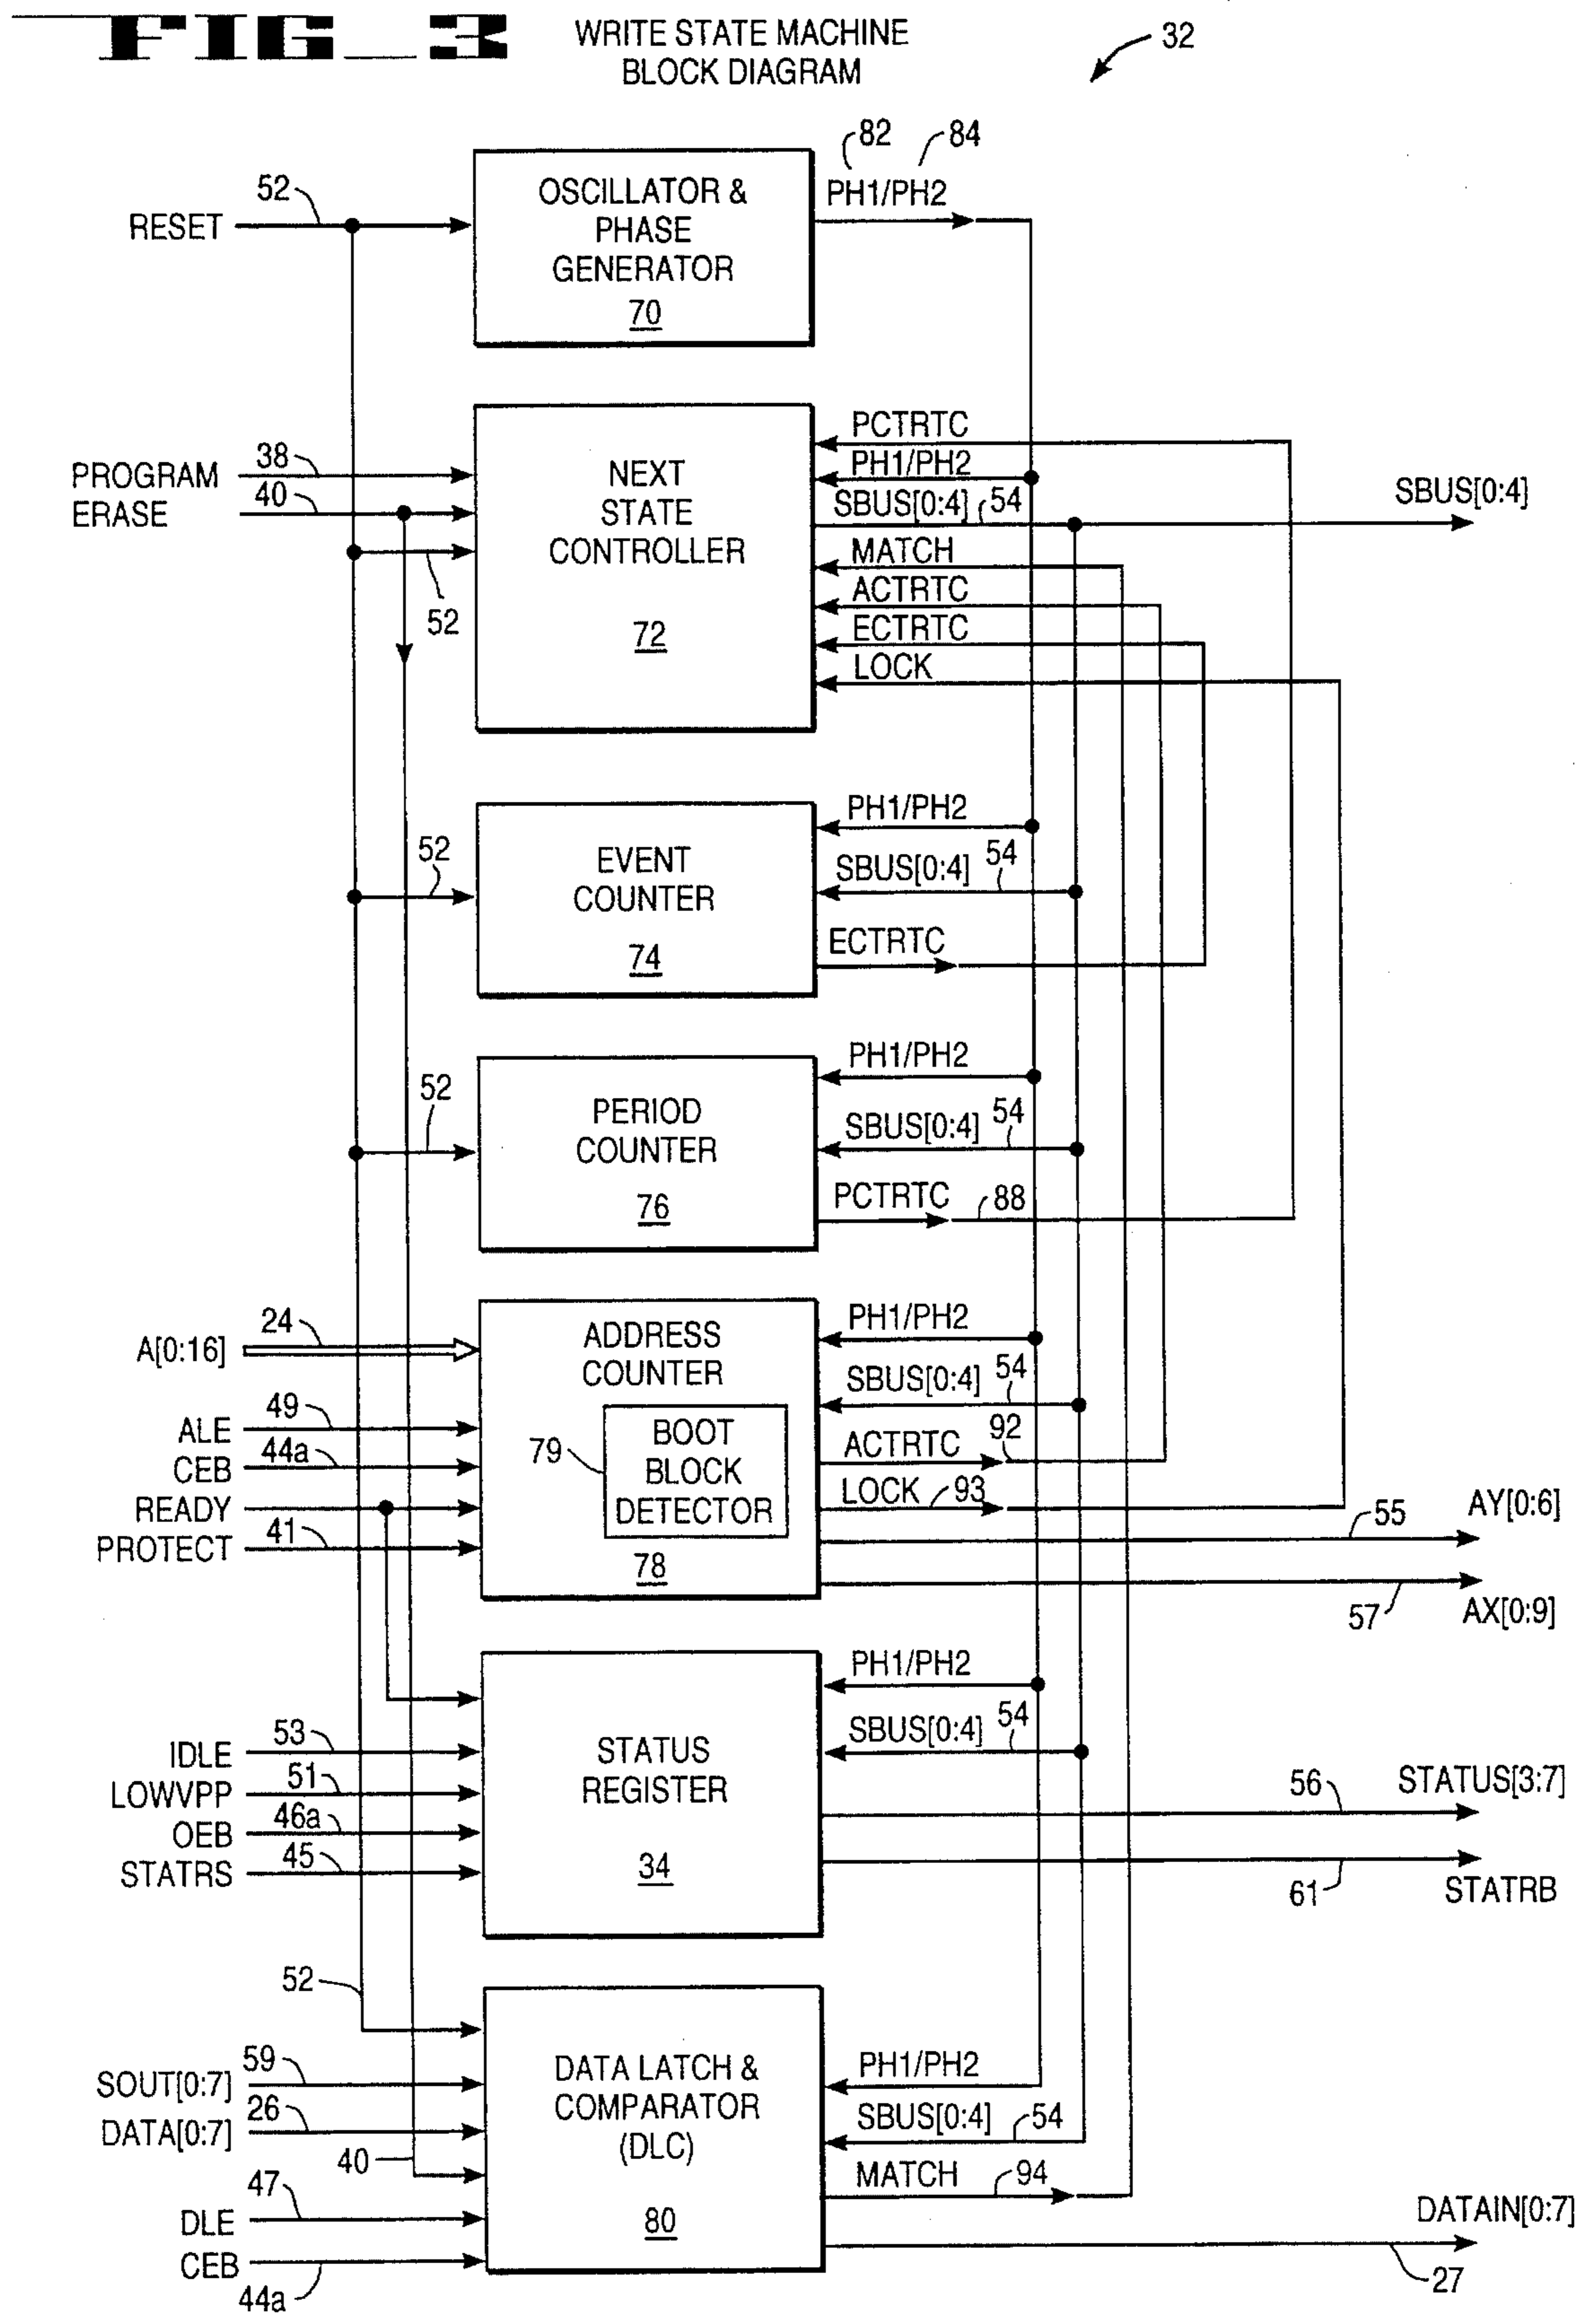 FIG_3
WRITE STATE MACHINE
BLOCK DIAGRAM
32
82
84
52
RESET
OSCILLATOR &
PHASE
GENERATOR
70
PH1/PH2
38
PROGRAM
40
ERASE
52
NEXT
STATE
CONTROLLER
72
PCTRTC
PH1/PH2
SBUS[0:4]
54
SBUS[0:4]
MATCH
ACTRTC
ECTRTC
LOCK
52
EVENT
COUNTER
74
PH1/PH2
SBUS[0:4]
54
ECTRTC
52
PERIOD
COUNTER
76
PH1/PH2
SBUS[0:4]
54
PCTRTC
88
A[0:16]
24
ALE
49
CEB
44a
READY
PROTECT
41
ADDRESS
COUNTER
79
BOOT
BLOCK
DETECTOR
78
PH1/PH2
SBUS[0:4]
54
ACTRTC
92
LOCK
93
55
AY[0:6]
57
AX[0:9]
IDLE
53
LOWVPP
51
OEB
46a
STATRS
45
STATUS
REGISTER
34
PH1/PH2
SBUS[0:4]
54
56
STATUS[3:7]
61
STATRB
52
SOUT[0:7]
59
DATA[0:7]
26
40
DLE
47
CEB
44a
DATA LATCH &
COMPARATOR
(DLC)
80
PH1/PH2
SBUS[0:4]
54
MATCH
94
DATAIN[0:7]
27